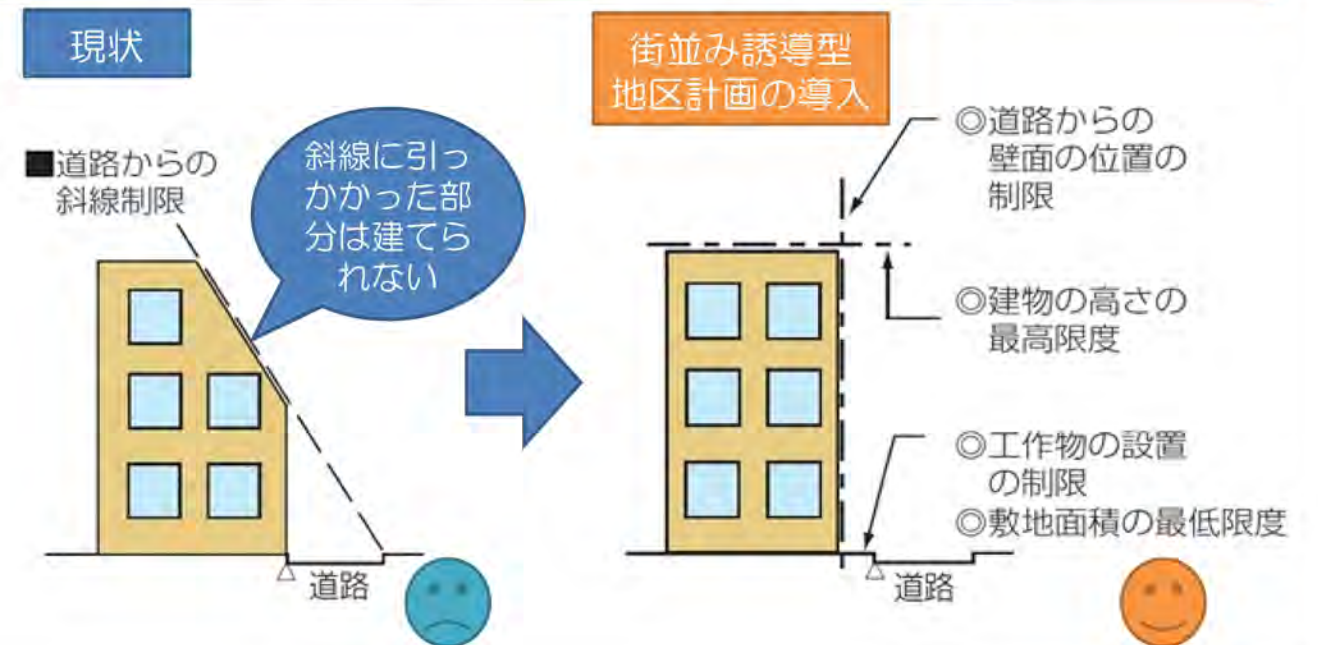 現状
■道路からの
斜線制限
斜線に引っ
かかった部
分は建てら
れない
道路
街並み誘導型
地区計画の導入
◎道路からの
壁面の位置の
制限
◎建物の高さの
最高限度
◎工作物の設置
の制限
◎敷地面積の最低限度
道路